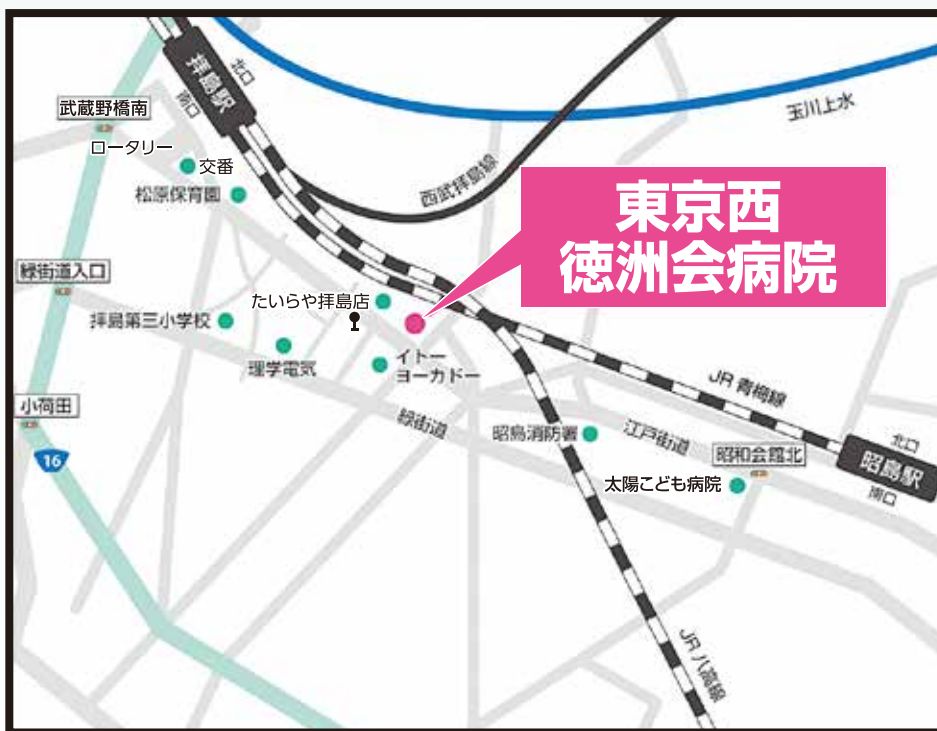 拝島駅
北口
南口
武蔵野橋南
ロータリー
交番
松原保育園
玉川上水
西武拝島線
東京西
徳洲会病院
緑街道入口
たいらや拝島店
拝島第三小学校
理学電気
イトー
ヨーカドー
JR 青梅線
小荷田
緑街道
16
昭島消防署
江戸街道
昭和会館北
北口
昭島駅
南口
太陽こども病院
JR 八高線